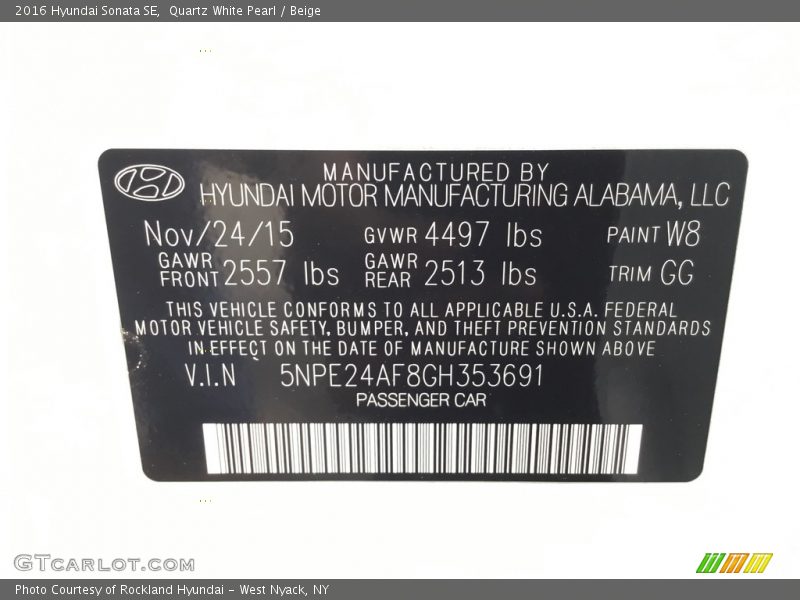 2016 Hyundai Sonata SE,  Quartz White Pearl / Beige
MANUFACTURED BY
HYUNDAI MOTOR MANUFACTURING ALABAMA, LLC
Nov/24/15 GVWR 4497 lbs PAINT W8
GAWR FRONT 2557 lbs GAWR REAR 2513 lbs TRIM GG
THIS VEHICLE CONFORMS TO ALL APPLICABLE U.S.A. FEDERAL
MOTOR VEHICLE SAFETY, BUMPER, AND THEFT PREVENTION STANDARDS
IN EFFECT ON THE DATE OF MANUFACTURE SHOWN ABOVE
V.I.N 5NPE24AF8GH353691
PASSENGER CAR
GTCARLOT.COM
Photo Courtesy of Rockland Hyundai - West Nyack, NY